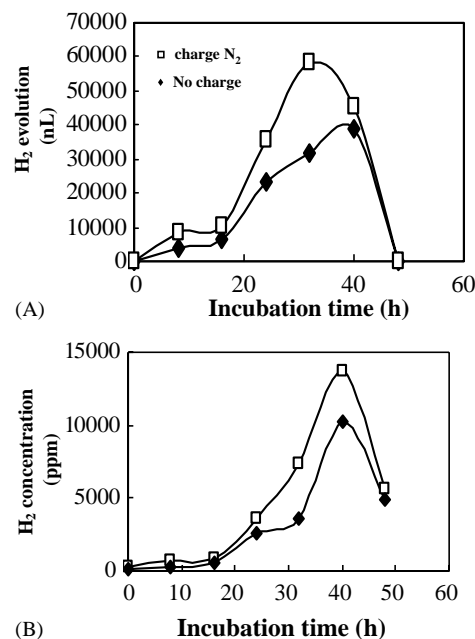 H₂ evolution
(nL)
70000
60000
50000
40000
30000
20000
10000
0
charge N₂
No charge
0 20 40 60
(A)
Incubation time (h)
H₂ concentration
(ppm)
15000
10000
5000
0
0 10 20 30 40 50 60
(B)
Incubation time (h)